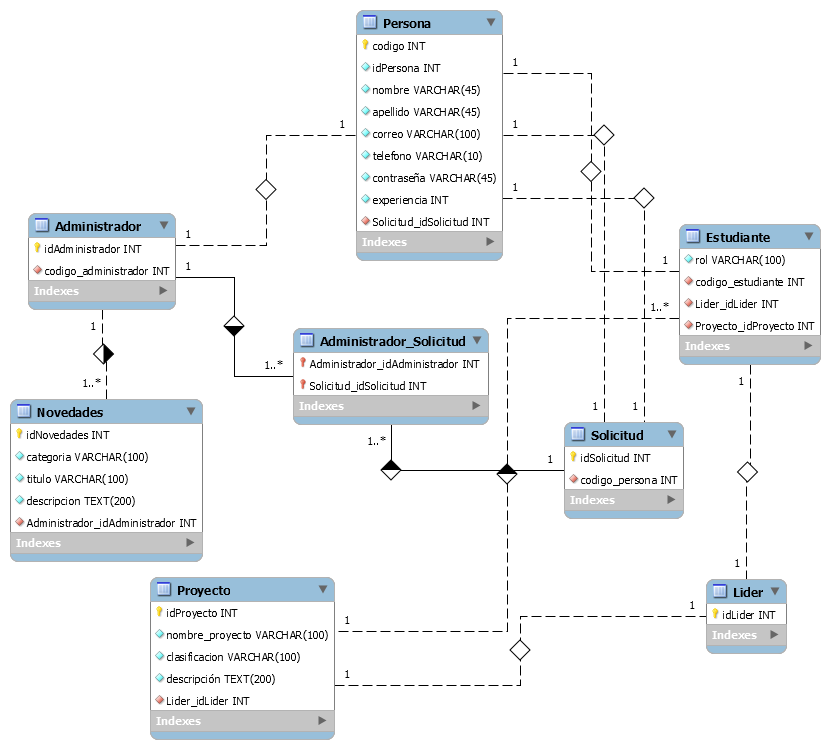 Persona
codigo INT
idPersona INT
nombre VARCHAR(45)
apellido VARCHAR(45)
correo VARCHAR(100)
telefono VARCHAR(10)
contraseña VARCHAR(45)
experiencia INT
Solicitud_idSolicitud INT
Indexes
1
1
1
1
Administrador
idAdministrador INT
codigo_administrador INT
Indexes
1
1
1
1..*
1..*
Estudiante
rol VARCHAR(100)
codigo_estudiante INT
Lider_idLider INT
Proyecto_idProyecto INT
Indexes
1
1..*
1
Administrador_Solicitud
Administrador_idAdministrador INT
Solicitud_idSolicitud INT
Indexes
1..*
Novedades
idNovedades INT
categoria VARCHAR(100)
titulo VARCHAR(100)
descripcion TEXT(200)
Administrador_idAdministrador INT
Indexes
1
1
1
Solicitud
idSolicitud INT
codigo_persona INT
Indexes
Proyecto
idProyecto INT
nombre_proyecto VARCHAR(100)
clasificacion VARCHAR(100)
descripción TEXT(200)
Lider_idLider INT
Indexes
1
1
1
1
Lider
idLider INT
Indexes